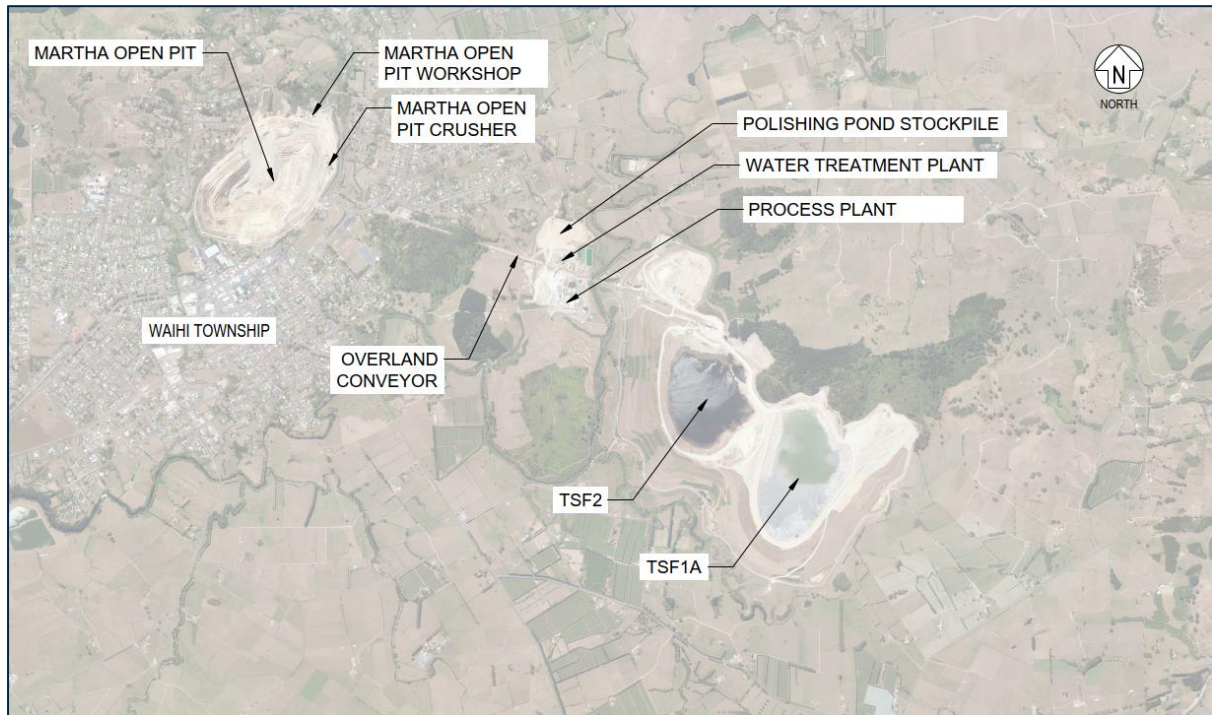 MARTHA OPEN PIT
MARTHA OPEN
PIT WORKSHOP
MARTHA OPEN
PIT CRUSHER
N
NORTH
POLISHING POND STOCKPILE
WATER TREATMENT PLANT
PROCESS PLANT
WAIHI TOWNSHIP
OVERLAND
CONVEYOR
TSF2
TSF1A